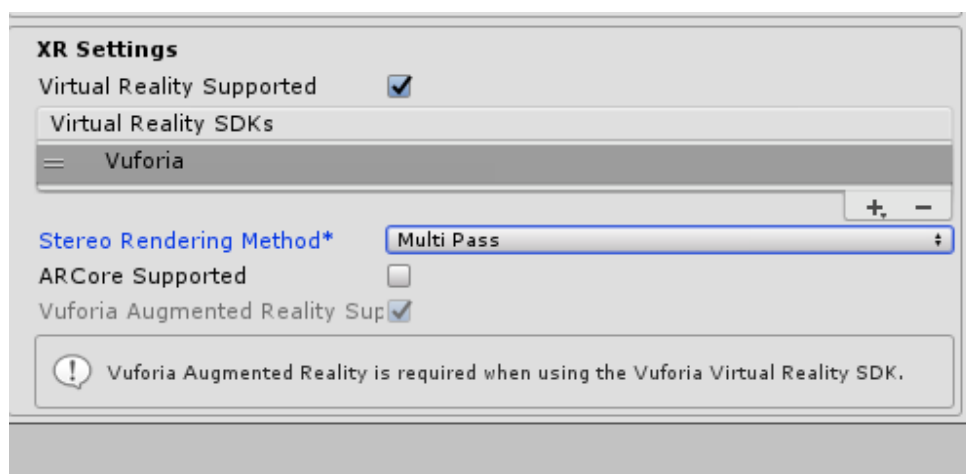 XR Settings
Virtual Reality Supported
Virtual Reality SDKs
Vuforia
Stereo Rendering Method*
Multi Pass
ARCore Supported
Vuforia Augmented Reality Sup
Vuforia Augmented Reality is required when using the Vuforia Virtual Reality SDK.